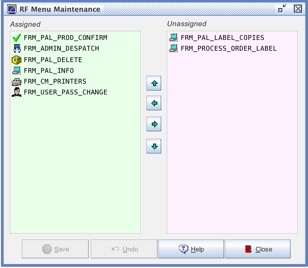 RF Menu Maintenance
Assigned
FRM_PAL_PROD_CONFIRM
FRM_ADMIN_DESPATCH
FRM_PAL_DELETE
FRM_PAL_INFO
FRM_CM_PRINTERS
FRM_USER_PASS_CHANGE
Unassigned
FRM_PAL_LABEL_COPIES
FRM_PROCESS_ORDER_LABEL
Save
Undo
Help
Close